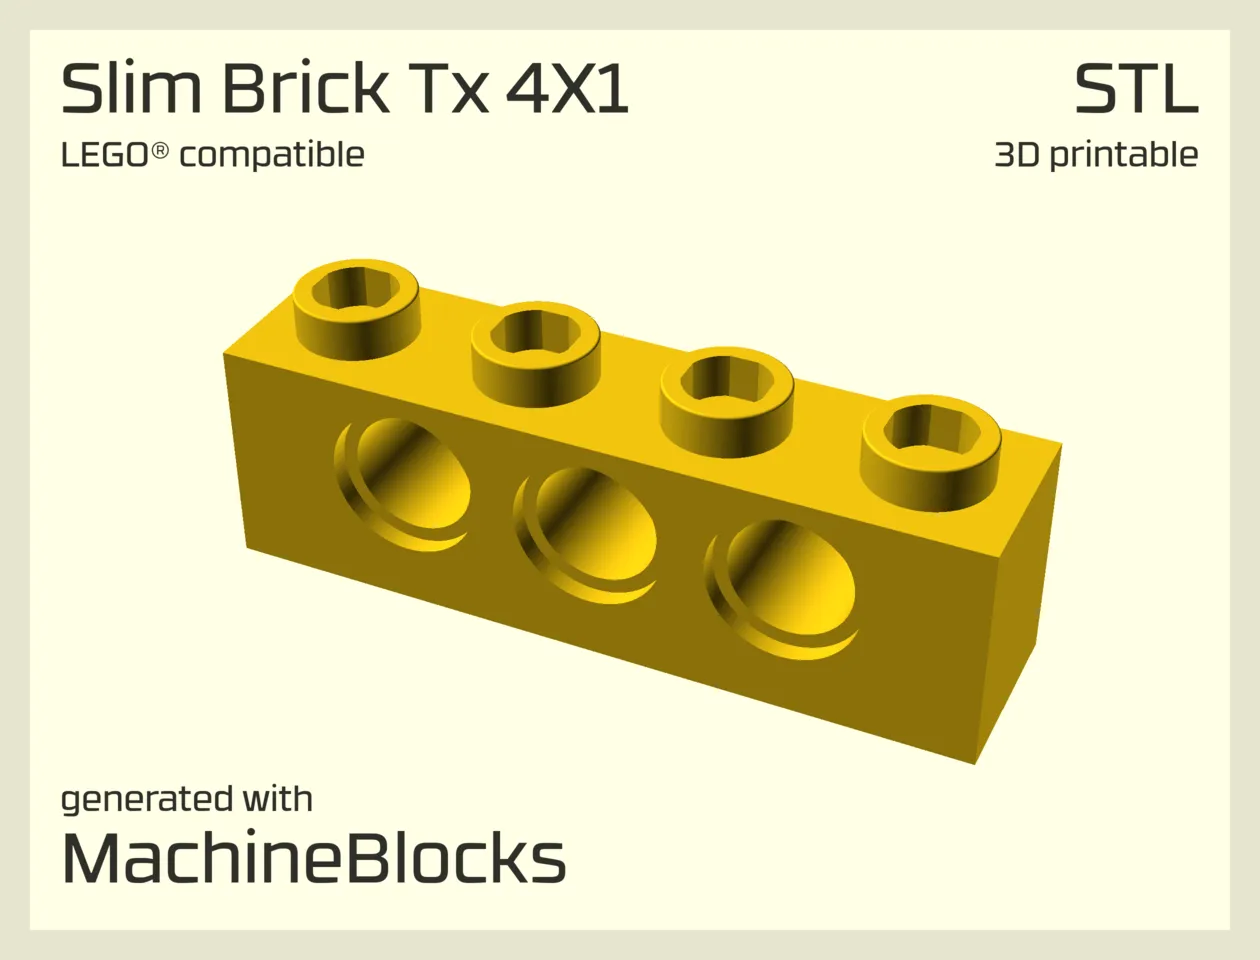 Slim Brick Tx 4X1
LEGO® compatible
STL
3D printable
generated with
MachineBlocks